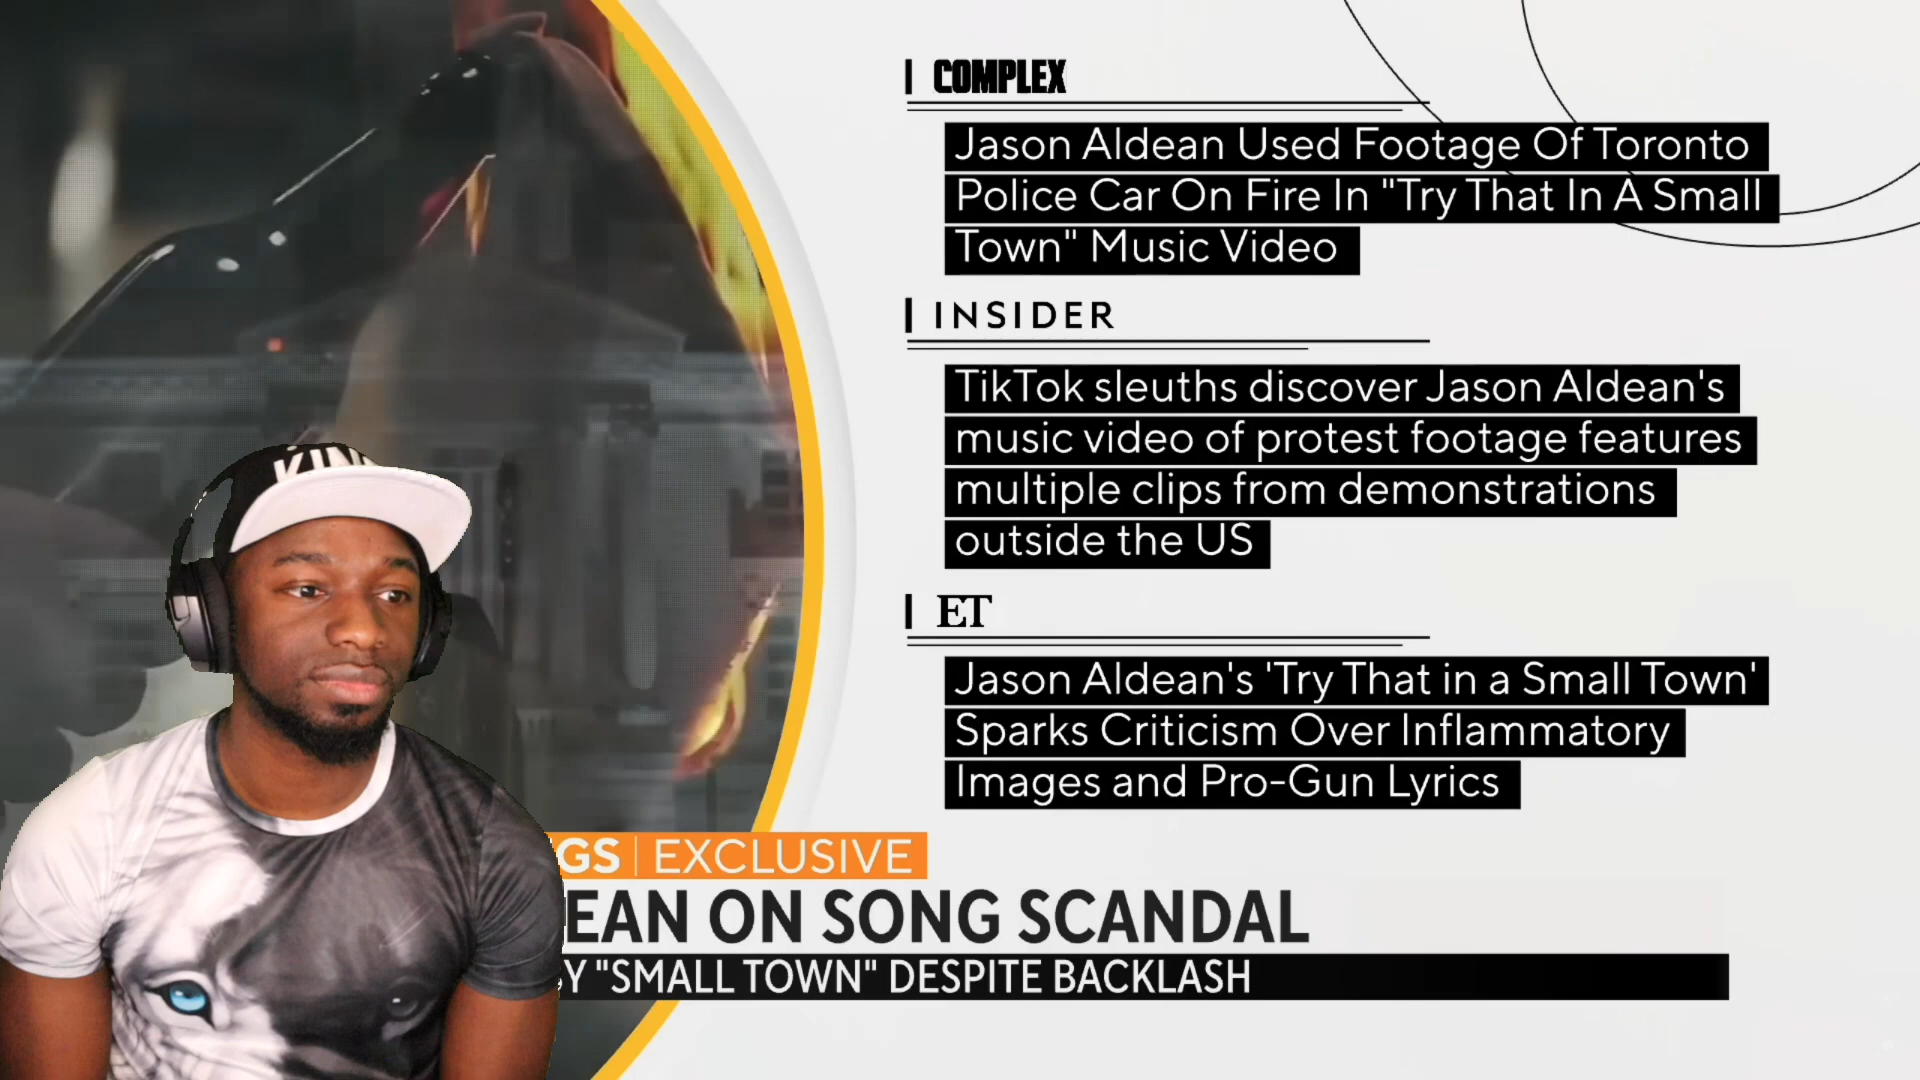 COMPLEX
Jason Aldean Used Footage Of Toronto
Police Car On Fire In "Try That In A Small
Town" Music Video
INSIDER
TikTok sleuths discover Jason Aldean's
music video of protest footage features
multiple clips from demonstrations
outside the US
ET
Jason Aldean's 'Try That in a Small Town'
Sparks Criticism Over Inflammatory
Images and Pro-Gun Lyrics
GS | EXCLUSIVE
EAN ON SONG SCANDAL
Y "SMALL TOWN" DESPITE BACKLASH